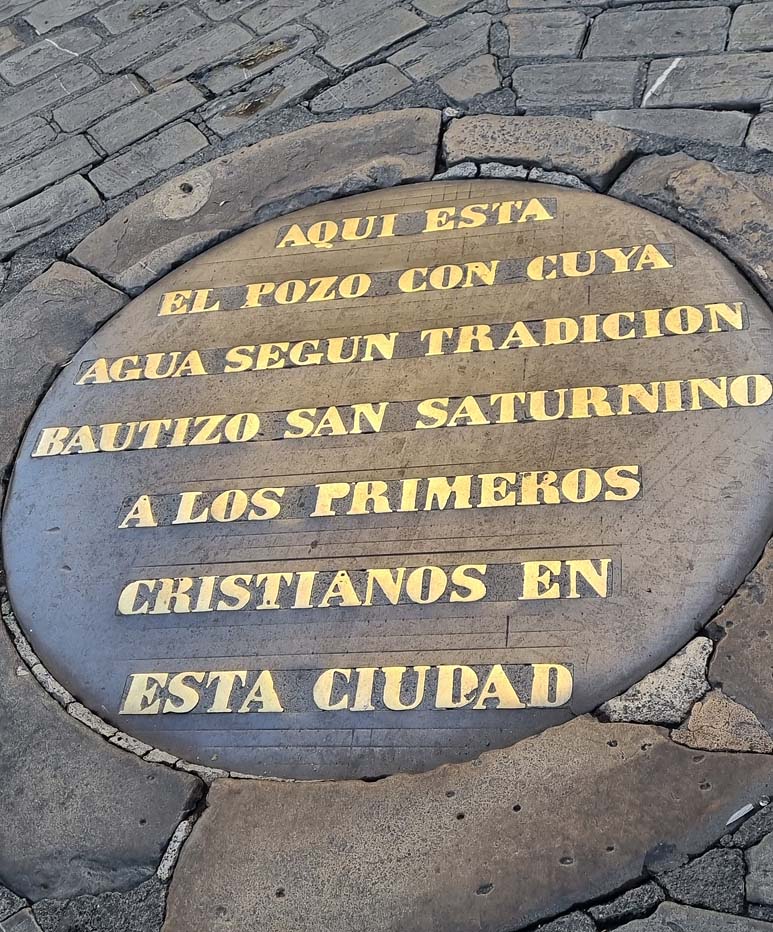 AQUI ESTA
EL POZO CON CUYA
AGUA SEGUN TRADICION
BAUTIZO SAN SATURNINO
A LOS PRIMEROS
CRISTIANOS EN
ESTA CIUDAD